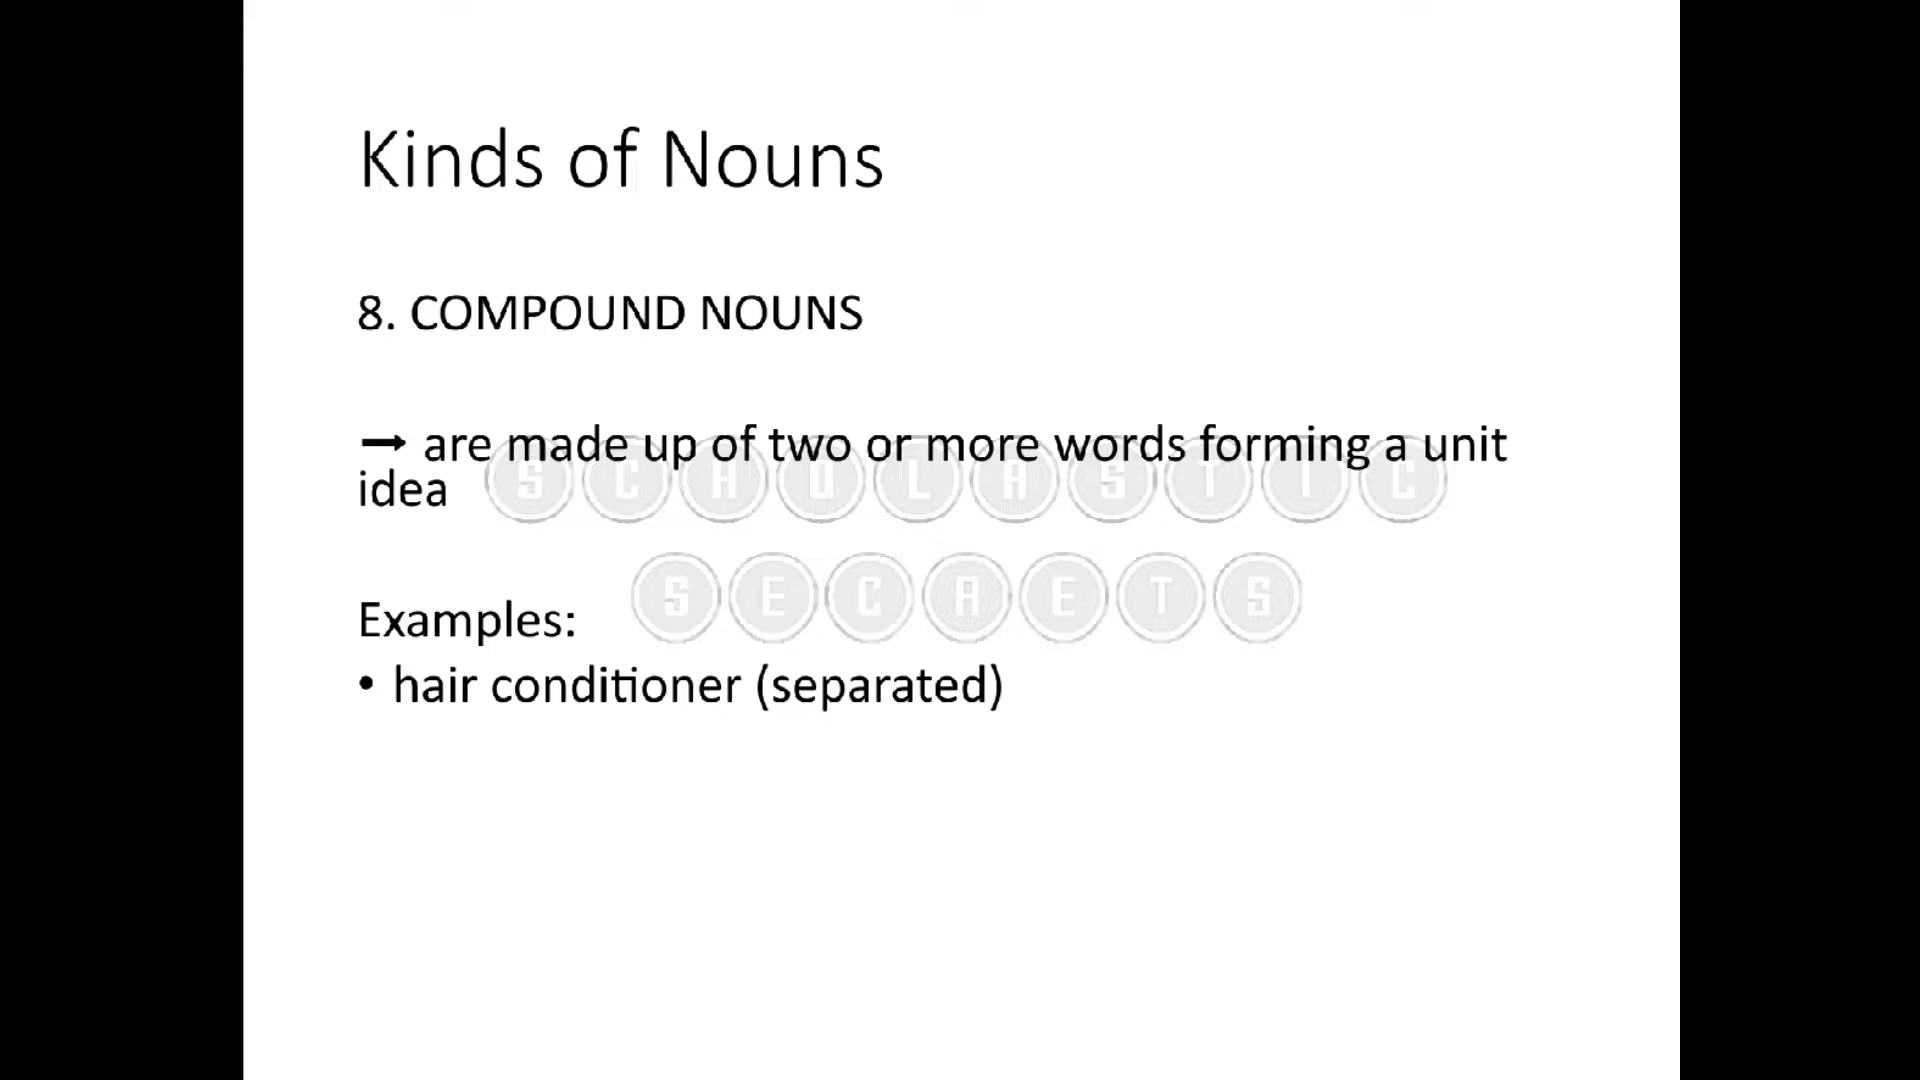 Kinds of Nouns
8. COMPOUND NOUNS
→ are made up of two or more words forming a unit
idea
SCHOLASTIC
SECRETS
Examples:
• hair conditioner (separated)